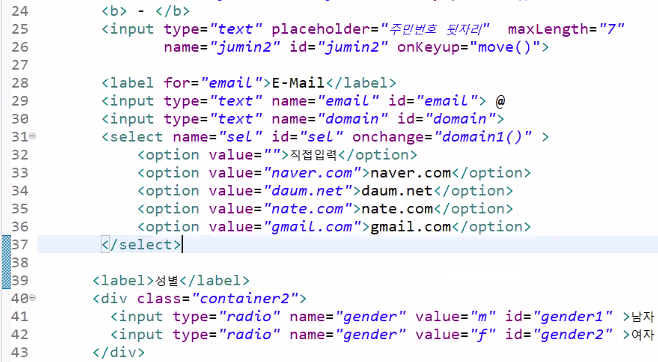 24 <b> - </b>
25 <input type="text" placeholder="주민번호 뒷자리" maxLength="7"
26 name="jumin2" id="jumin2" onKeyup="move()">
27
28 <label for="email">E-Mail</label>
29 <input type="text" name="email" id="email"> @
30 <input type="text" name="domain" id="domain">
31 <select name="sel" id="sel" onchange="domain1()" >
32 <option value="">직접입력</option>
33 <option value="naver.com">naver.com</option>
34 <option value="daum.net">daum.net</option>
35 <option value="nate.com">nate.com</option>
36 <option value="gmail.com">gmail.com</option>
37 </select>
38
39 <label>성별</label>
40 <div class="container2">
41 <input type="radio" name="gender" value="m" id="gender1" >남자
42 <input type="radio" name="gender" value="f" id="gender2" >여자
43 </div>